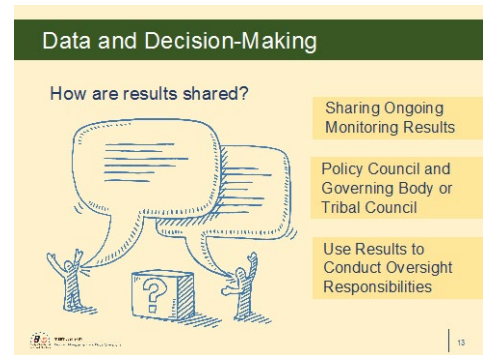 Data and Decision-Making
How are results shared?
Sharing Ongoing
Monitoring Results
Policy Council and
Governing Body or
Tribal Council
Use Results to
Conduct Oversight
Responsibilities
?
13